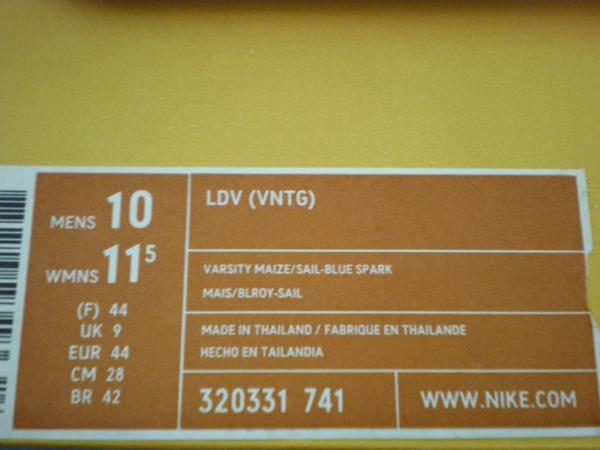 MENS 10
WMNS 11 5
(F) 44
UK 9
EUR 44
CM 28
BR 42
LDV (VNTG)
VARSITY MAIZE/SAIL-BLUE SPARK
MAIS/BLROY-SAIL
MADE IN THAILAND / FABRIQUE EN THAILANDE
HECHO EN TAILANDIA
320331 741
WWW.NIKE.COM